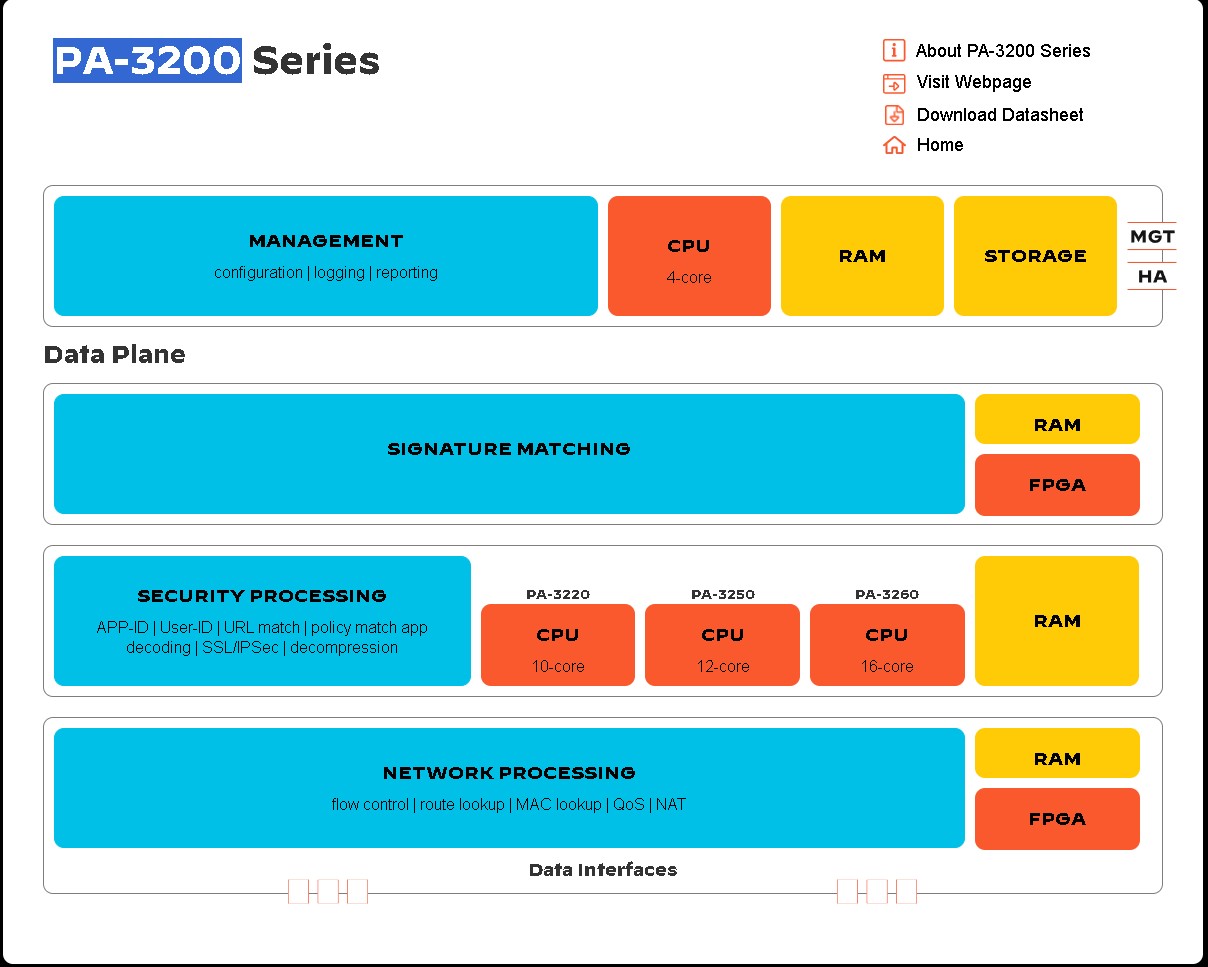 PA-3200 Series
About PA-3200 Series
Visit Webpage
Download Datasheet
Home
MANAGEMENT
configuration | logging | reporting
CPU
4-core
RAM
STORAGE
MGT
HA
Data Plane
SIGNATURE MATCHING
RAM
FPGA
SECURITY PROCESSING
APP-ID | User-ID | URL match | policy match app
decoding | SSL/IPSec | decompression
PA-3220
CPU
10-core
PA-3250
CPU
12-core
PA-3260
CPU
16-core
RAM
NETWORK PROCESSING
flow control | route lookup | MAC lookup | QoS | NAT
RAM
FPGA
Data Interfaces